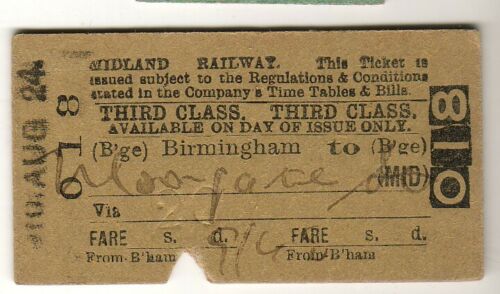 MIDLAND RAILWAY. This Ticket is
issued subject to the Regulations & Conditions
stated in the Company's Time Tables & Bills.
THIRD CLASS. THIRD CLASS.
AVAILABLE ON DAY OF ISSUE ONLY.
(B'ge) Birmingham to (B'ge)
Moorgate
(MID)
Via
FARE s. d. FARE s. d.
From B'ham From B'ham
018
018
AUG 24